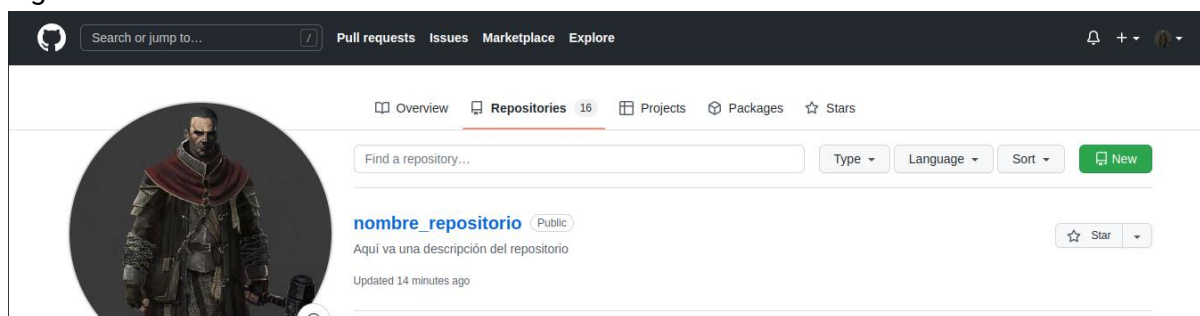 Search or jump to... / Pull requests Issues Marketplace Explore
Overview Repositories 16 Projects Packages Stars
Find a repository... Type Language Sort New
nombre_repositorio Public
Star
Aquí va una descripción del repositorio
Updated 14 minutes ago